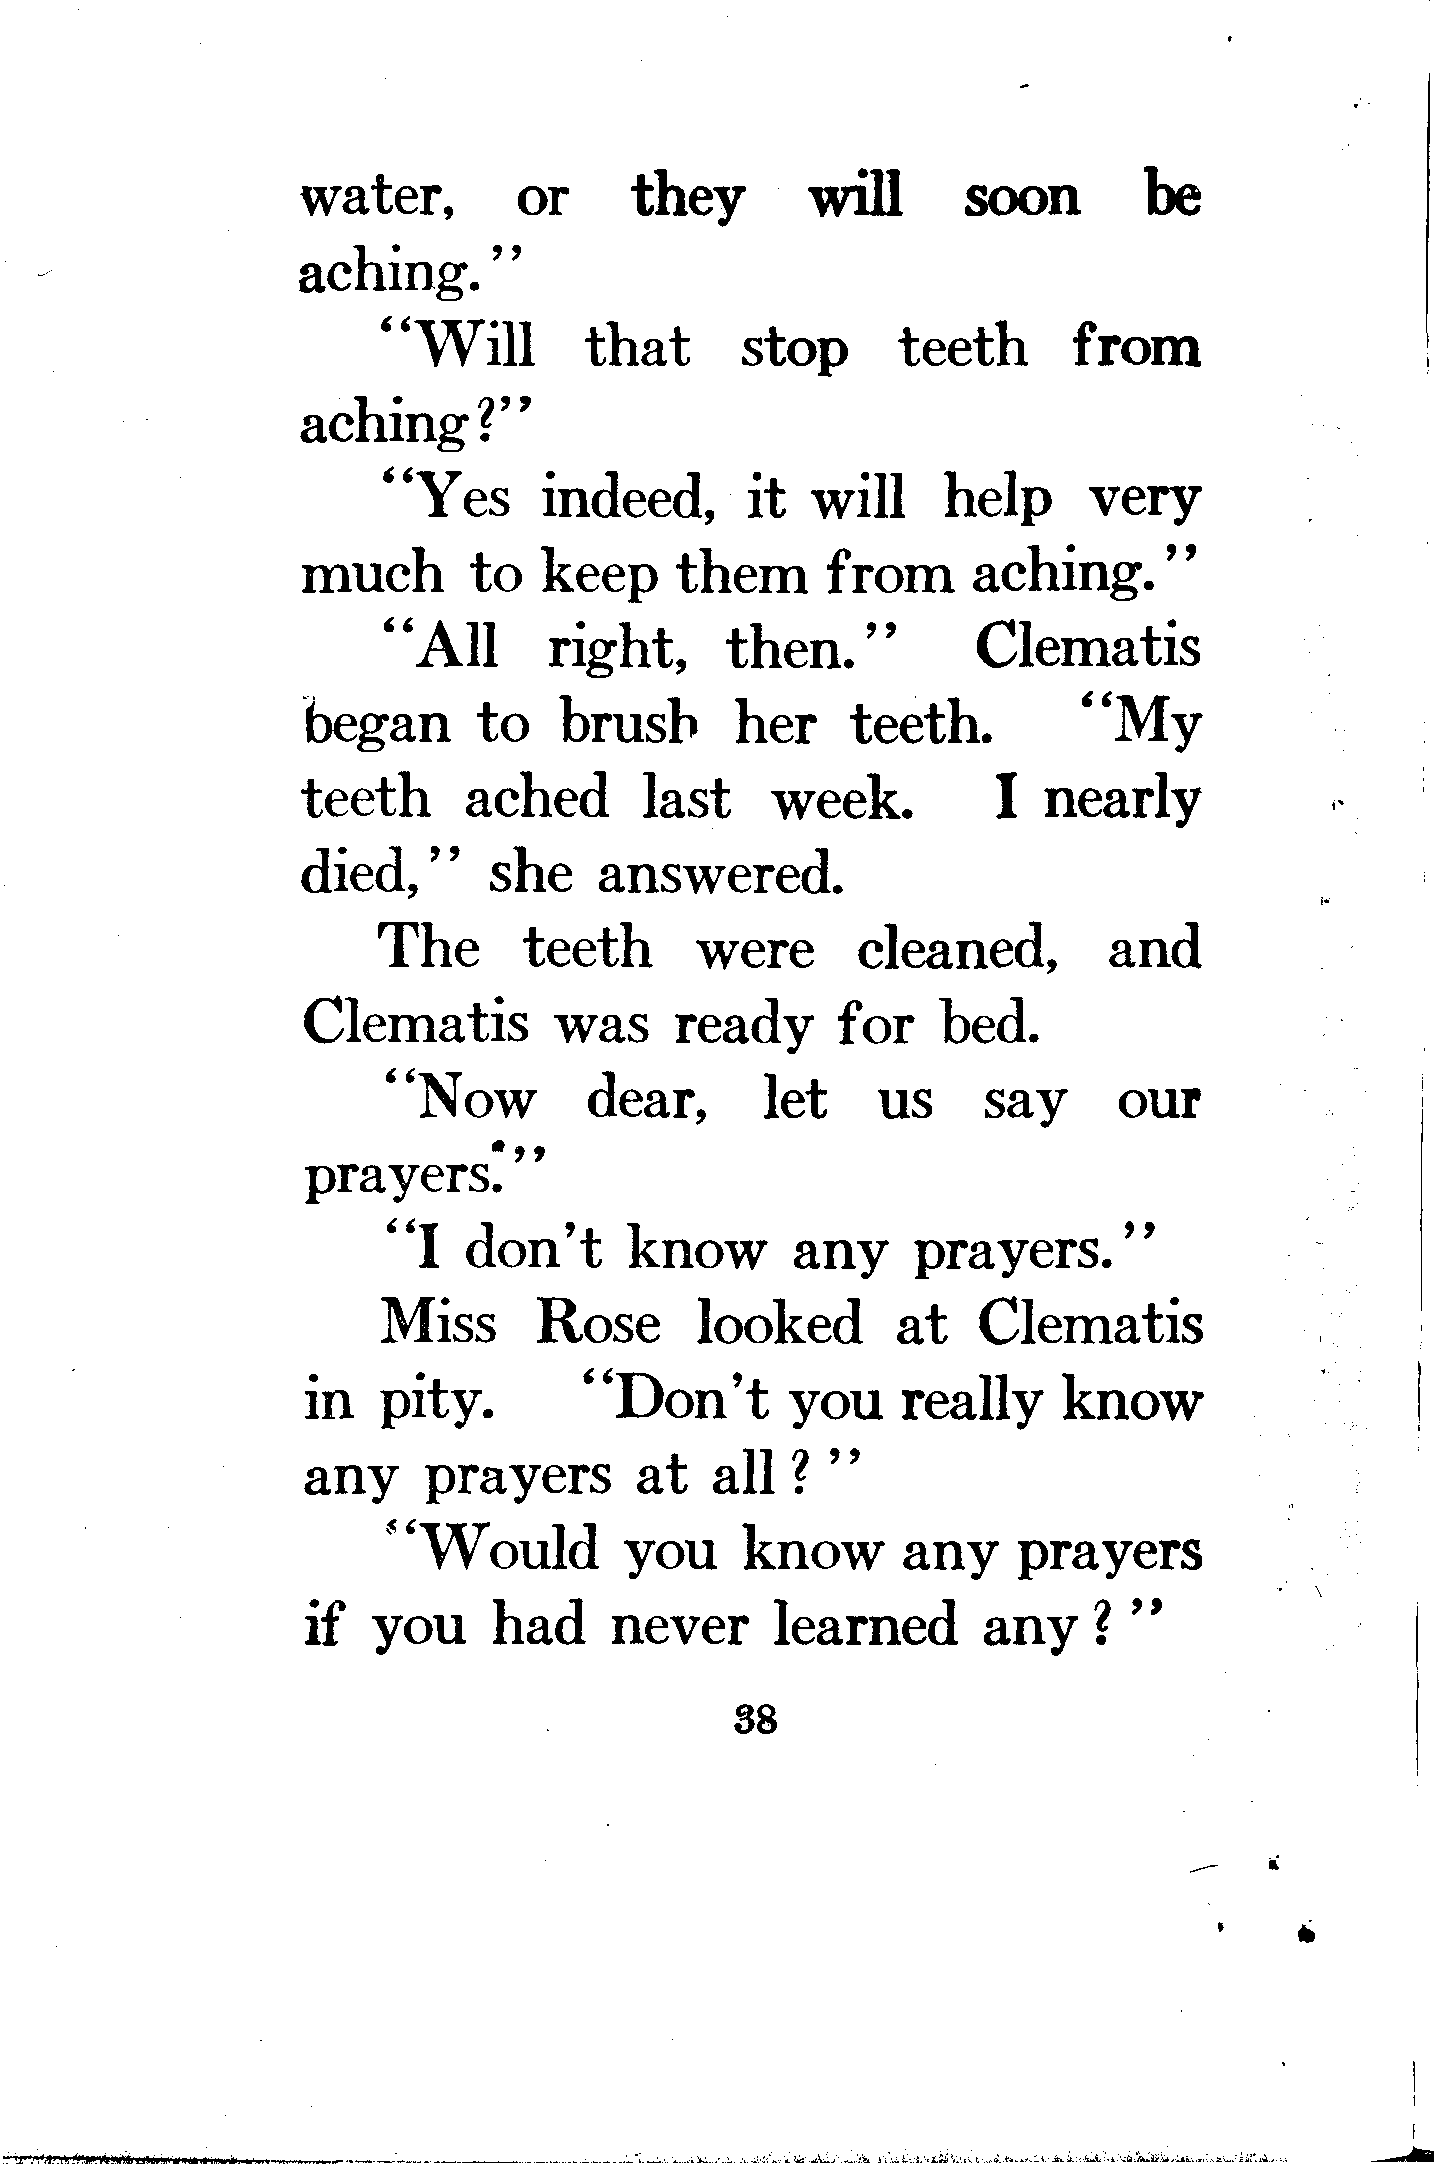 water, or they will soon be
aching."
"Will that stop teeth from
aching?"
"Yes indeed, it will help very
much to keep them from aching."
"All right, then." Clematis
began to brush her teeth. "My
teeth ached last week. I nearly
died," she answered.
The teeth were cleaned, and
Clematis was ready for bed.
"Now dear, let us say our
prayers."
"I don't know any prayers."
Miss Rose looked at Clematis
in pity. "Don't you really know
any prayers at all?"
"Would you know any prayers
if you had never learned any?"
38